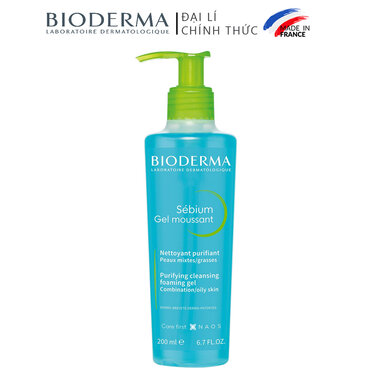 BIODERMA
LABORATOIRE DERMATOLOGIQUE
ĐẠI LÍ
CHÍNH THỨC
MADE IN
FRANCE
BIODERMA
LABORATOIRE DERMATOLOGIQUE
Sébium
Gel moussant
Nettoyant purifiant
Peaux mixtes/grasses
Purifying cleansing
foaming gel
Combination/oily skin
Care first NAOS
200 ml e 6.7 FL.OZ.